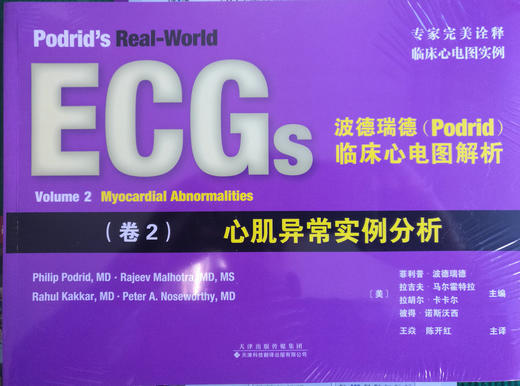 Podrid's Real-World
专家完美诠释
临床心电图实例
ECGs
波德瑞德（Podrid）
临床心电图解析
Volume 2 Myocardial Abnormalities
（卷2） 心肌异常实例分析
Philip Podrid, MD · Rajeev Malhotra, MD, MS
Rahul Kakkar, MD · Peter A. Noseworthy, MD
菲利普·波德瑞德
拉吉夫·马尔霍特拉
〔美〕 主编
拉胡尔·卡卡尔
彼得·诺斯沃西
王焱 陈开红 主译
天津出版传媒集团
天津科技翻译出版有限公司